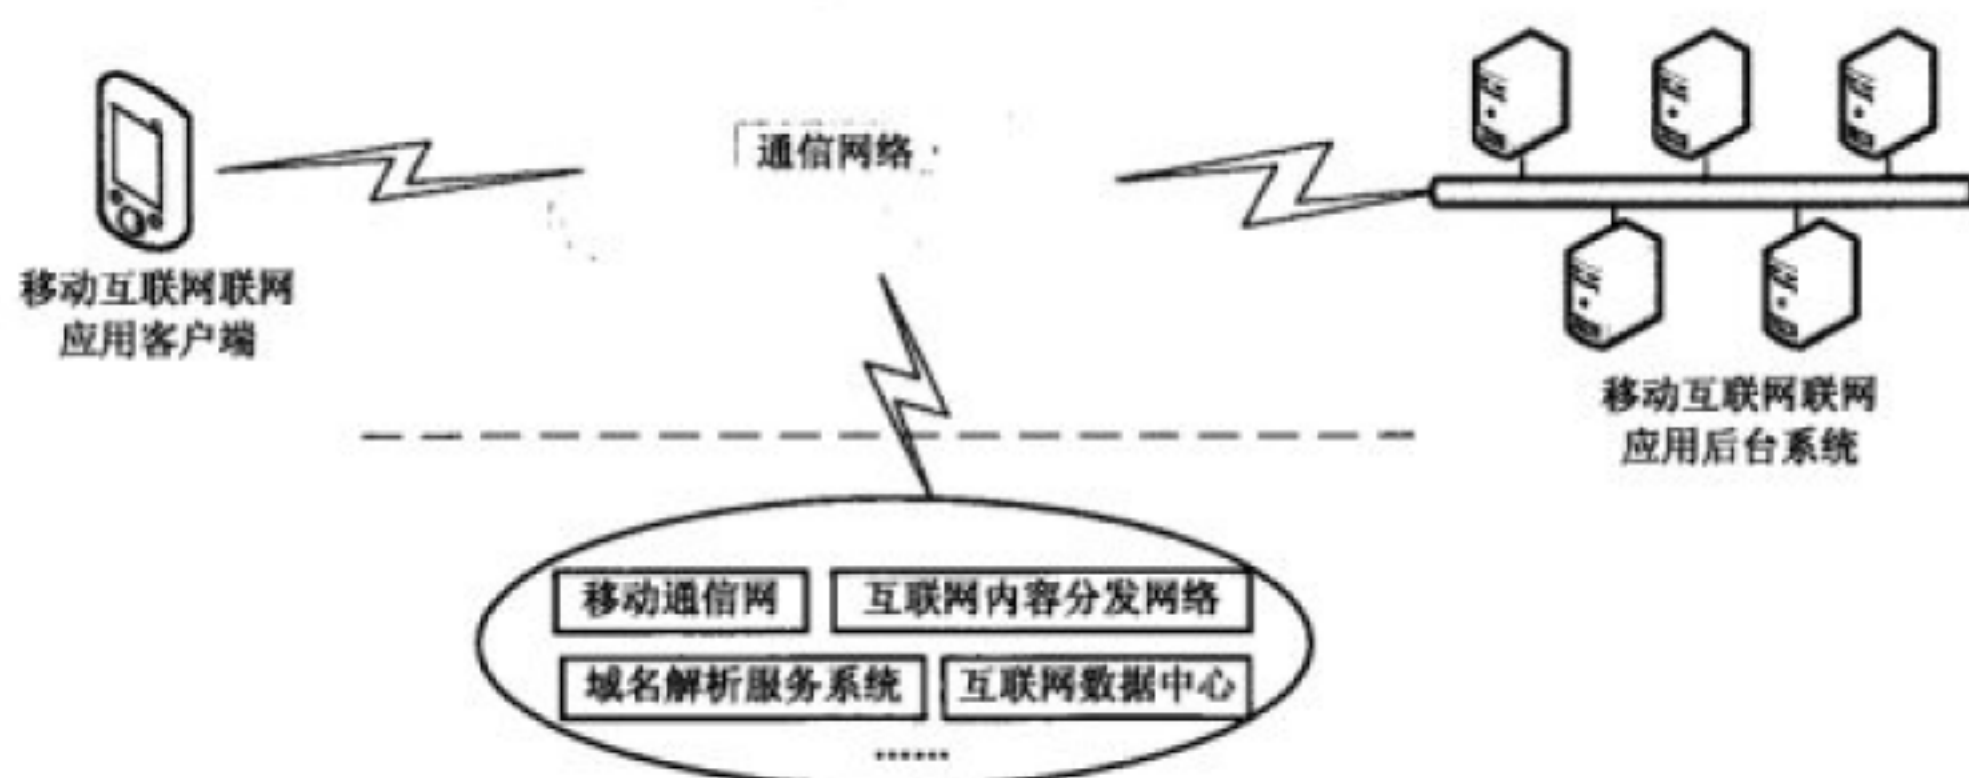 通信网络
移动互联网联网
应用客户端
移动互联网联网
应用后台系统
移动通信网
互联网内容分发网络
域名解析服务系统
互联网数据中心
......